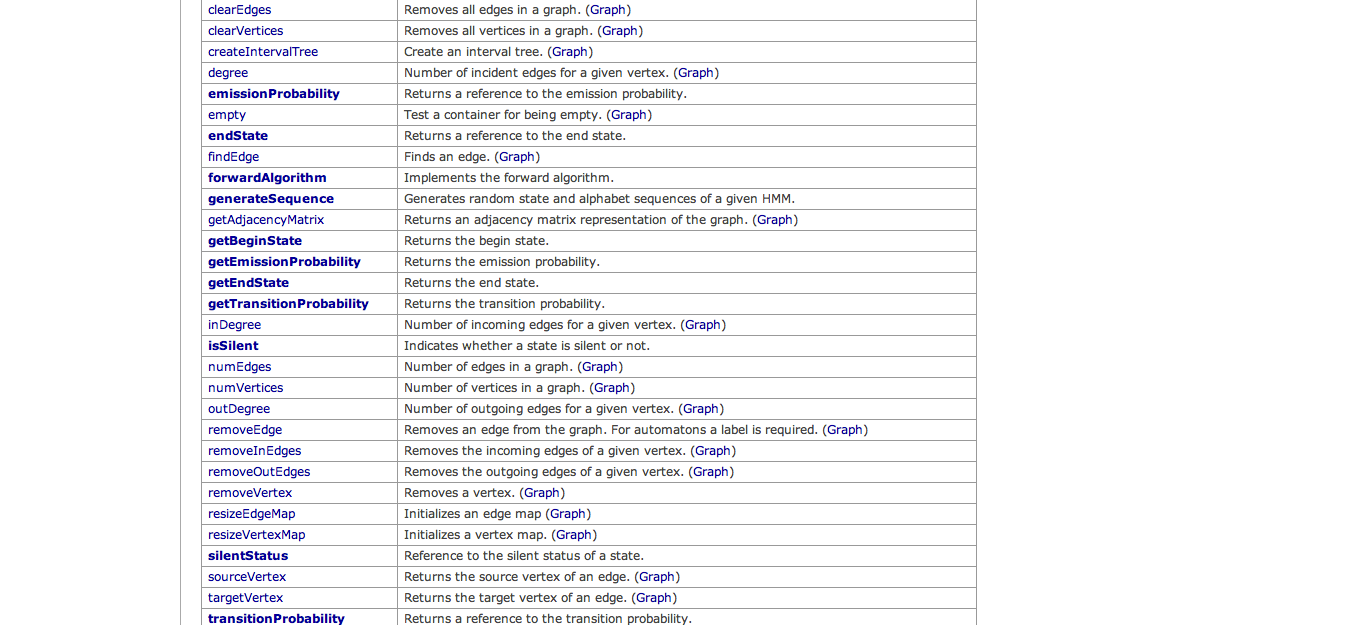 clearEdges Removes all edges in a graph. (Graph)
clearVertices Removes all vertices in a graph. (Graph)
createIntervalTree Create an interval tree. (Graph)
degree Number of incident edges for a given vertex. (Graph)
emissionProbability Returns a reference to the emission probability.
empty Test a container for being empty. (Graph)
endState Returns a reference to the end state.
findEdge Finds an edge. (Graph)
forwardAlgorithm Implements the forward algorithm.
generateSequence Generates random state and alphabet sequences of a given HMM.
getAdjacencyMatrix Returns an adjacency matrix representation of the graph. (Graph)
getBeginState Returns the begin state.
getEmissionProbability Returns the emission probability.
getEndState Returns the end state.
getTransitionProbability Returns the transition probability.
inDegree Number of incoming edges for a given vertex. (Graph)
isSilent Indicates whether a state is silent or not.
numEdges Number of edges in a graph. (Graph)
numVertices Number of vertices in a graph. (Graph)
outDegree Number of outgoing edges for a given vertex. (Graph)
removeEdge Removes an edge from the graph. For automatons a label is required. (Graph)
removeInEdges Removes the incoming edges of a given vertex. (Graph)
removeOutEdges Removes the outgoing edges of a given vertex. (Graph)
removeVertex Removes a vertex. (Graph)
resizeEdgeMap Initializes an edge map (Graph)
resizeVertexMap Initializes a vertex map. (Graph)
silentStatus Reference to the silent status of a state.
sourceVertex Returns the source vertex of an edge. (Graph)
targetVertex Returns the target vertex of an edge. (Graph)
transitionProbability Returns a reference to the transition probability.